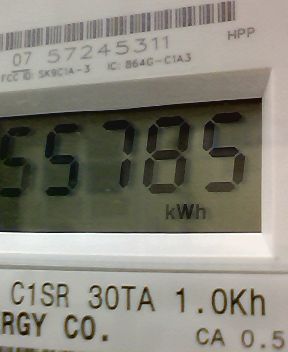 HPP
07 57245311
FCC ID: SK9C1A-3 IC: 864G-C1A3
55785
kWh
C1SR 30TA 1.0Kh
RGY CO.
CA 0.5